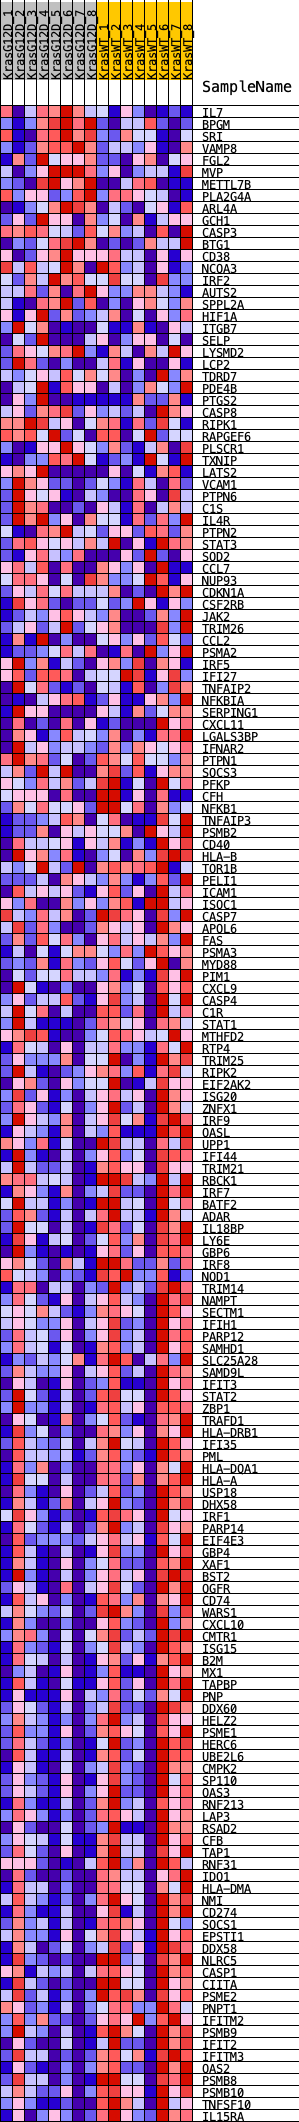 KrasG12D_1
KrasG12D_2
KrasG12D_3
KrasG12D_4
KrasG12D_5
KrasG12D_6
KrasG12D_7
KrasG12D_8
KrasWT_1
KrasWT_2
KrasWT_3
KrasWT_4
KrasWT_5
KrasWT_6
KrasWT_7
KrasWT_8
SampleName
IL7
BPGM
SRI
VAMP8
FGL2
MVP
METTL7B
PLA2G4A
ARL4A
GCH1
CASP3
BTG1
CD38
NCOA3
IRF2
AUTS2
SPPL2A
HIF1A
ITGB7
SELP
LYSMD2
LCP2
TDRD7
PDE4B
PTGS2
CASP8
RIPK1
RAPGEF6
PLSCR1
TXNIP
LATS2
VCAM1
PTPN6
C1S
IL4R
PTPN2
STAT3
SOD2
CCL7
NUP93
CDKN1A
CSF2RB
JAK2
TRIM26
CCL2
PSMA2
IRF5
IFI27
TNFAIP2
NFKBIA
SERPING1
CXCL11
LGALS3BP
IFNAR2
PTPN1
SOCS3
PFKP
CFH
NFKB1
TNFAIP3
PSMB2
CD40
HLA-B
TOR1B
PELI1
ICAM1
ISOC1
CASP7
APOL6
FAS
PSMA3
MYD88
PIM1
CXCL9
CASP4
C1R
STAT1
MTHFD2
RTP4
TRIM25
RIPK2
EIF2AK2
ISG20
ZNFX1
IRF9
OASL
UPP1
IFI44
TRIM21
RBCK1
IRF7
BATF2
ADAR
IL18BP
LY6E
GBP6
IRF8
NOD1
TRIM14
NAMPT
SECTM1
IFIH1
PARP12
SAMHD1
SLC25A28
SAMD9L
IFIT3
STAT2
ZBP1
TRAFD1
HLA-DRB1
IFI35
PML
HLA-DQA1
HLA-A
USP18
DHX58
IRF1
PARP14
EIF4E3
GBP4
XAF1
BST2
OGFR
CD74
WARS1
CXCL10
CMTR1
ISG15
B2M
MX1
TAPBP
PNP
DDX60
HELZ2
PSME1
HERC6
UBE2L6
CMPK2
SP110
OAS3
RNF213
LAP3
RSAD2
CFB
TAP1
RNF31
IDO1
HLA-DMA
NMI
CD274
SOCS1
EPSTI1
DDX58
NLRC5
CASP1
CIITA
PSME2
PNPT1
IFITM2
PSMB9
IFIT2
IFITM3
OAS2
PSMB8
PSMB10
TNFSF10
IL15RA